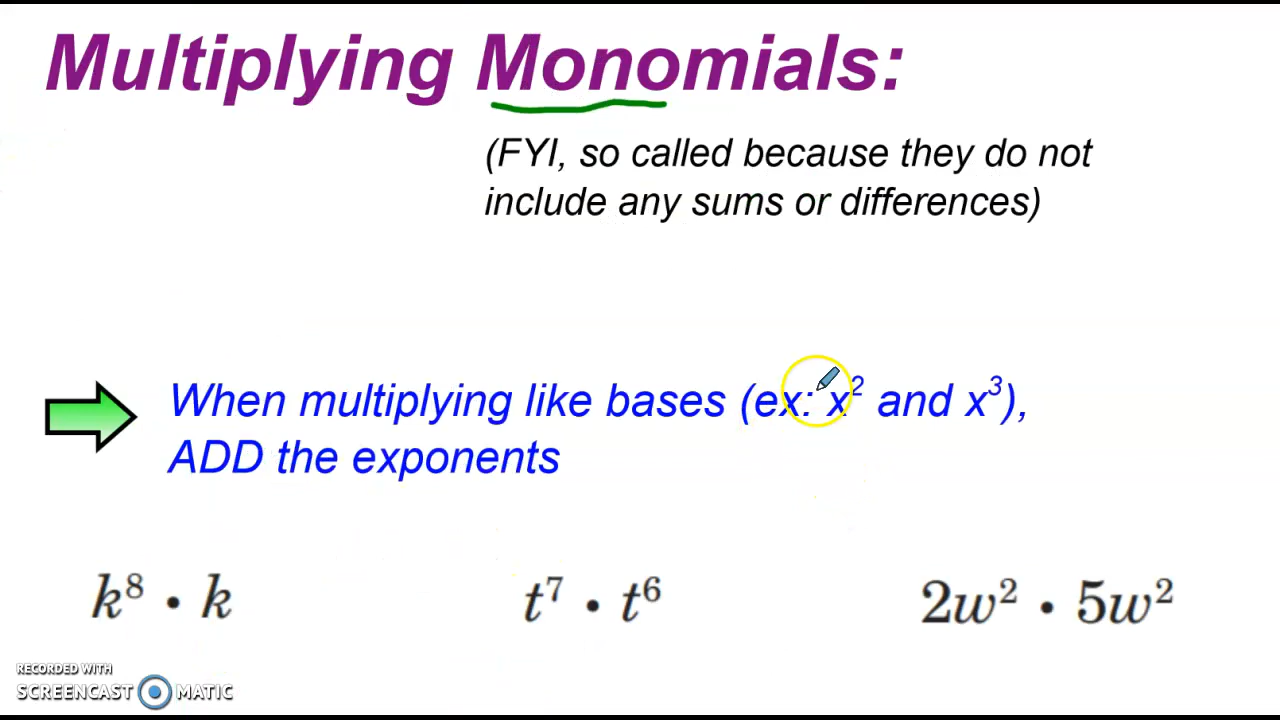 Multiplying Monomials:
(FYI, so called because they do not
include any sums or differences)
When multiplying like bases (ex: x² and x³),
ADD the exponents
k⁸ • k
t⁷ • t⁶
2w² • 5w²
RECORDED WITH
SCREENCAST MATIC